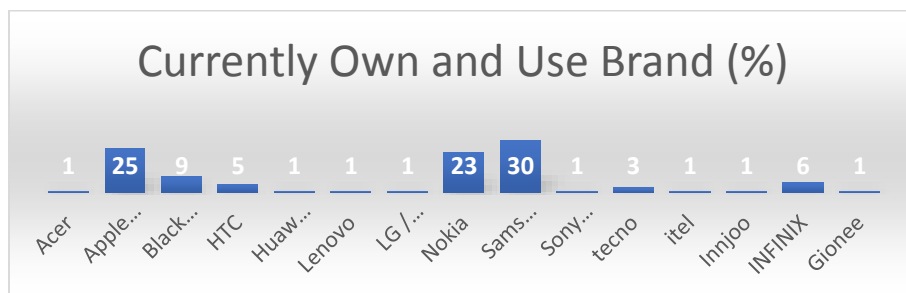 Currently Own and Use Brand (%)
1 25 9 5 1 1 1 23 30 1 3 1 1 6 1
Acer Apple... Black... HTC Huaw... Lenovo LG /... Nokia Sams... Sony... tecno itel Innjoo INFINIX Gionee